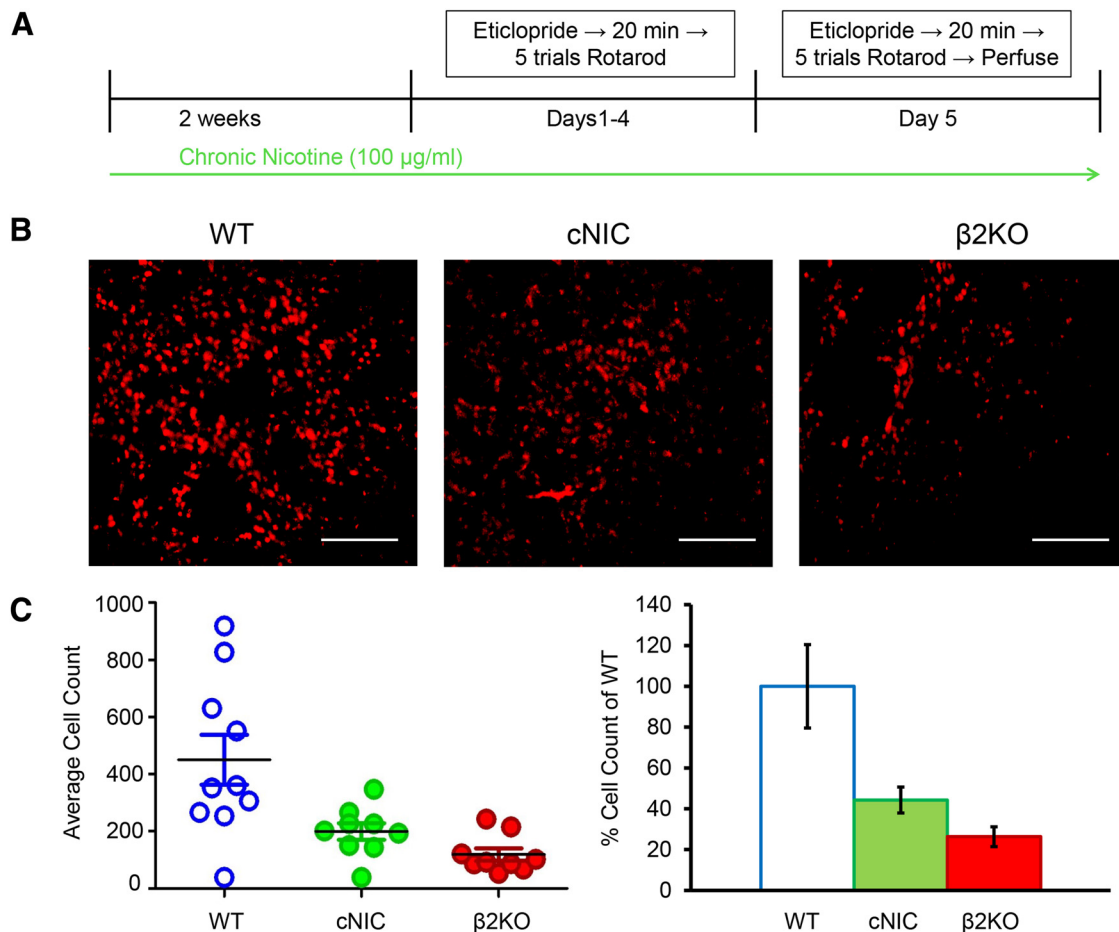 A
Eticlopride → 20 min →
5 trials Rotarod
Eticlopride → 20 min →
5 trials Rotarod → Perfuse
2 weeks
Days1-4
Day 5
Chronic Nicotine (100 µg/ml)
B
WT
cNIC
β2KO
C
Average Cell Count
1000
800
600
400
200
0
WT
cNIC
β2KO
% Cell Count of WT
140
120
100
80
60
40
20
0
WT
cNIC
β2KO